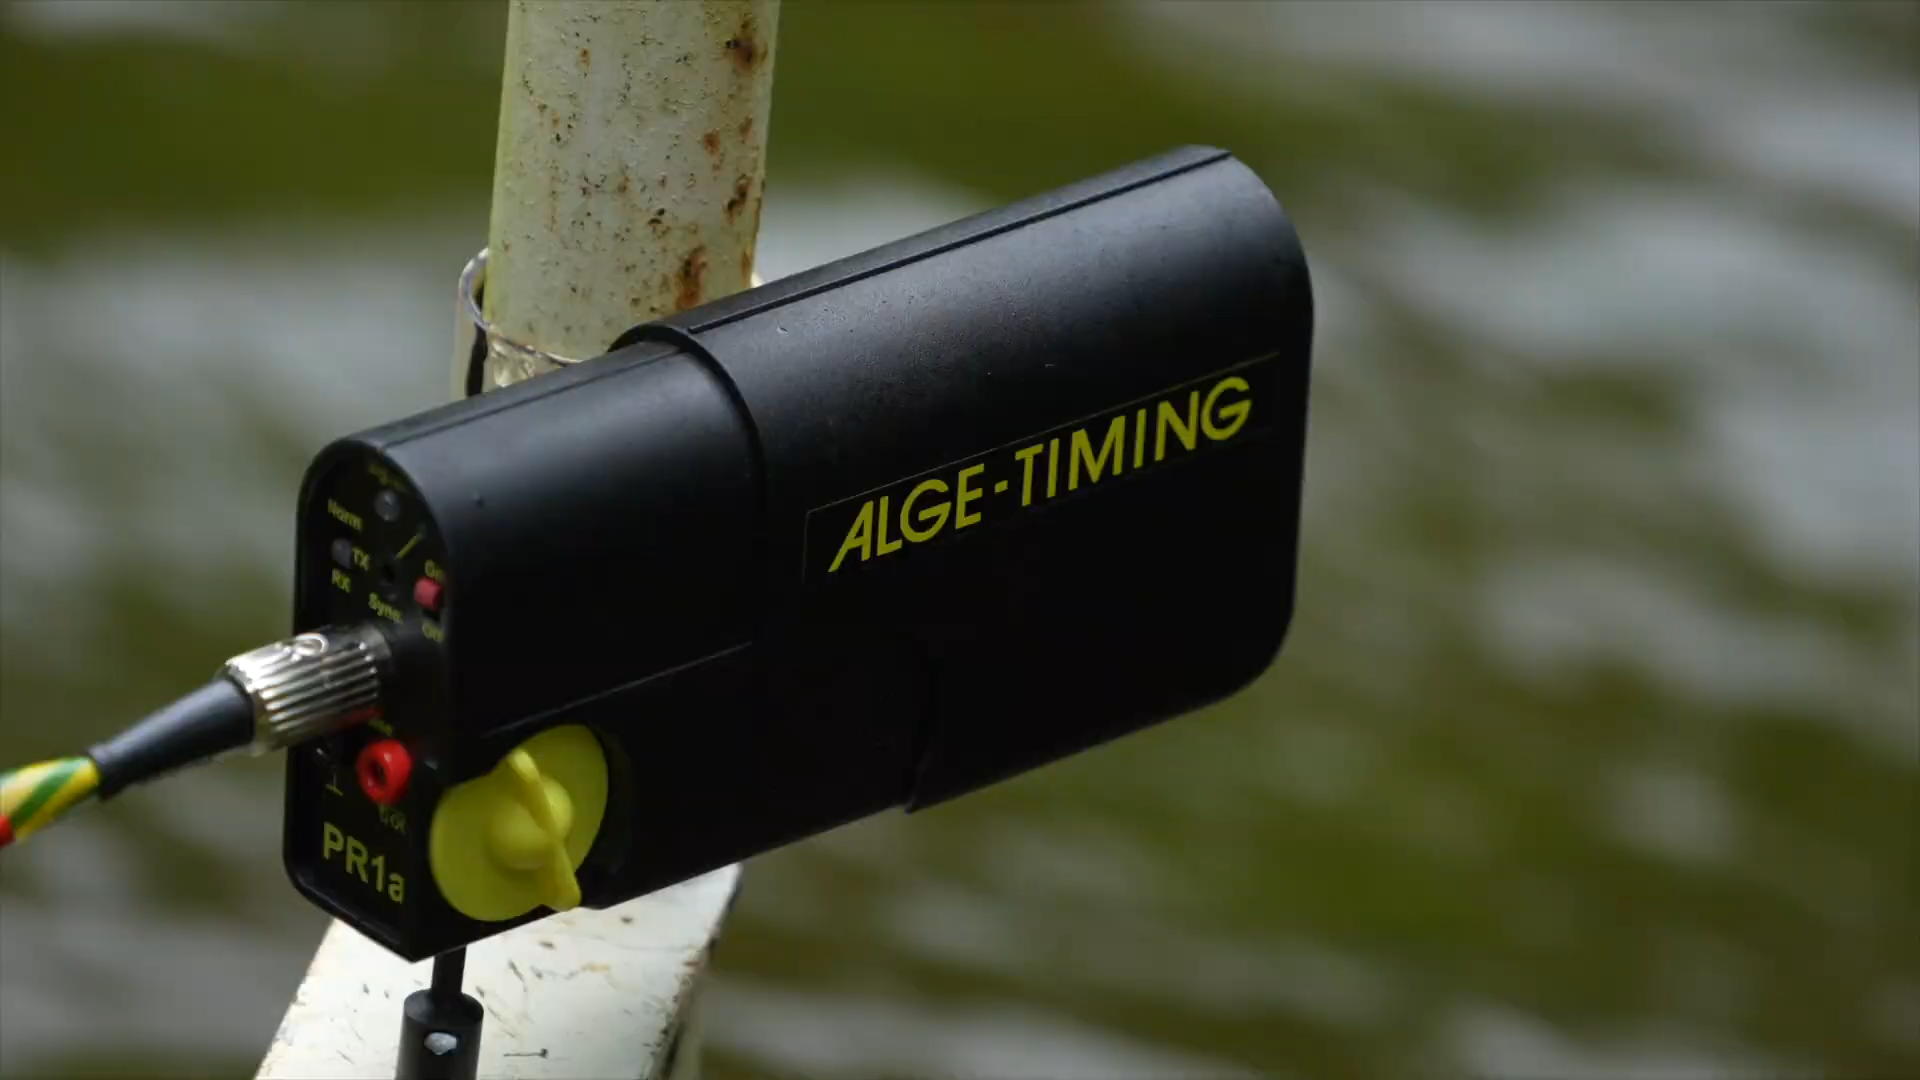 ALGE-TIMING
Norm
TX
RX
On
Sync.
Off
PR1a